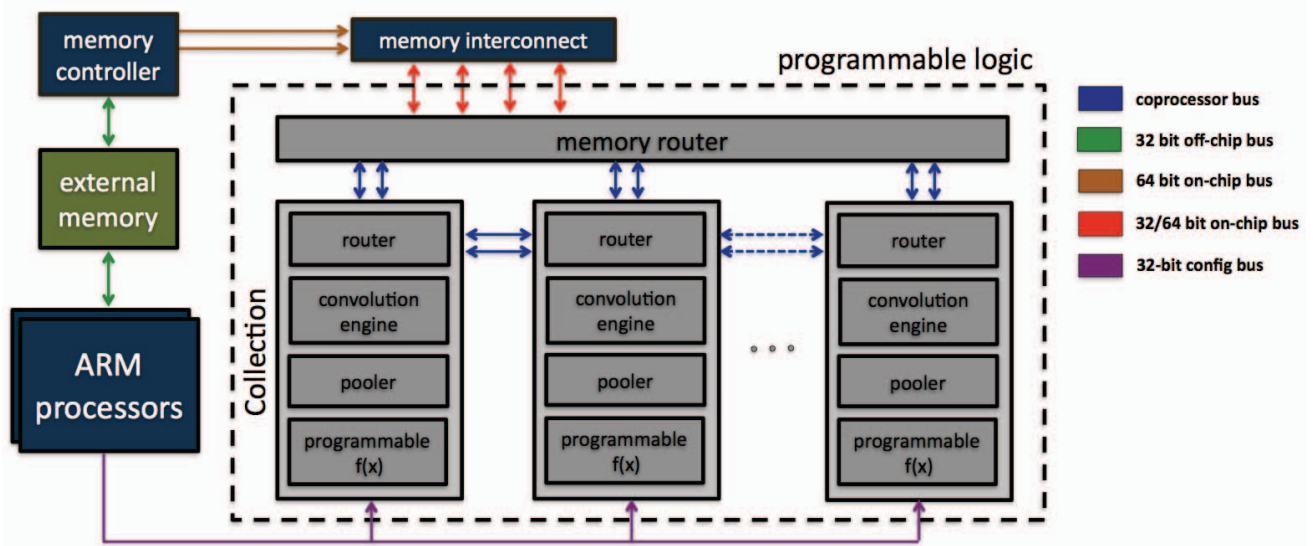 memory
controller
memory interconnect
programmable logic
coprocessor bus
32 bit off-chip bus
64 bit on-chip bus
32/64 bit on-chip bus
32-bit config bus
memory router
external
memory
ARM
processors
Collection
router
convolution
engine
pooler
programmable
f(x)
router
convolution
engine
pooler
programmable
f(x)
. . .
router
convolution
engine
pooler
programmable
f(x)